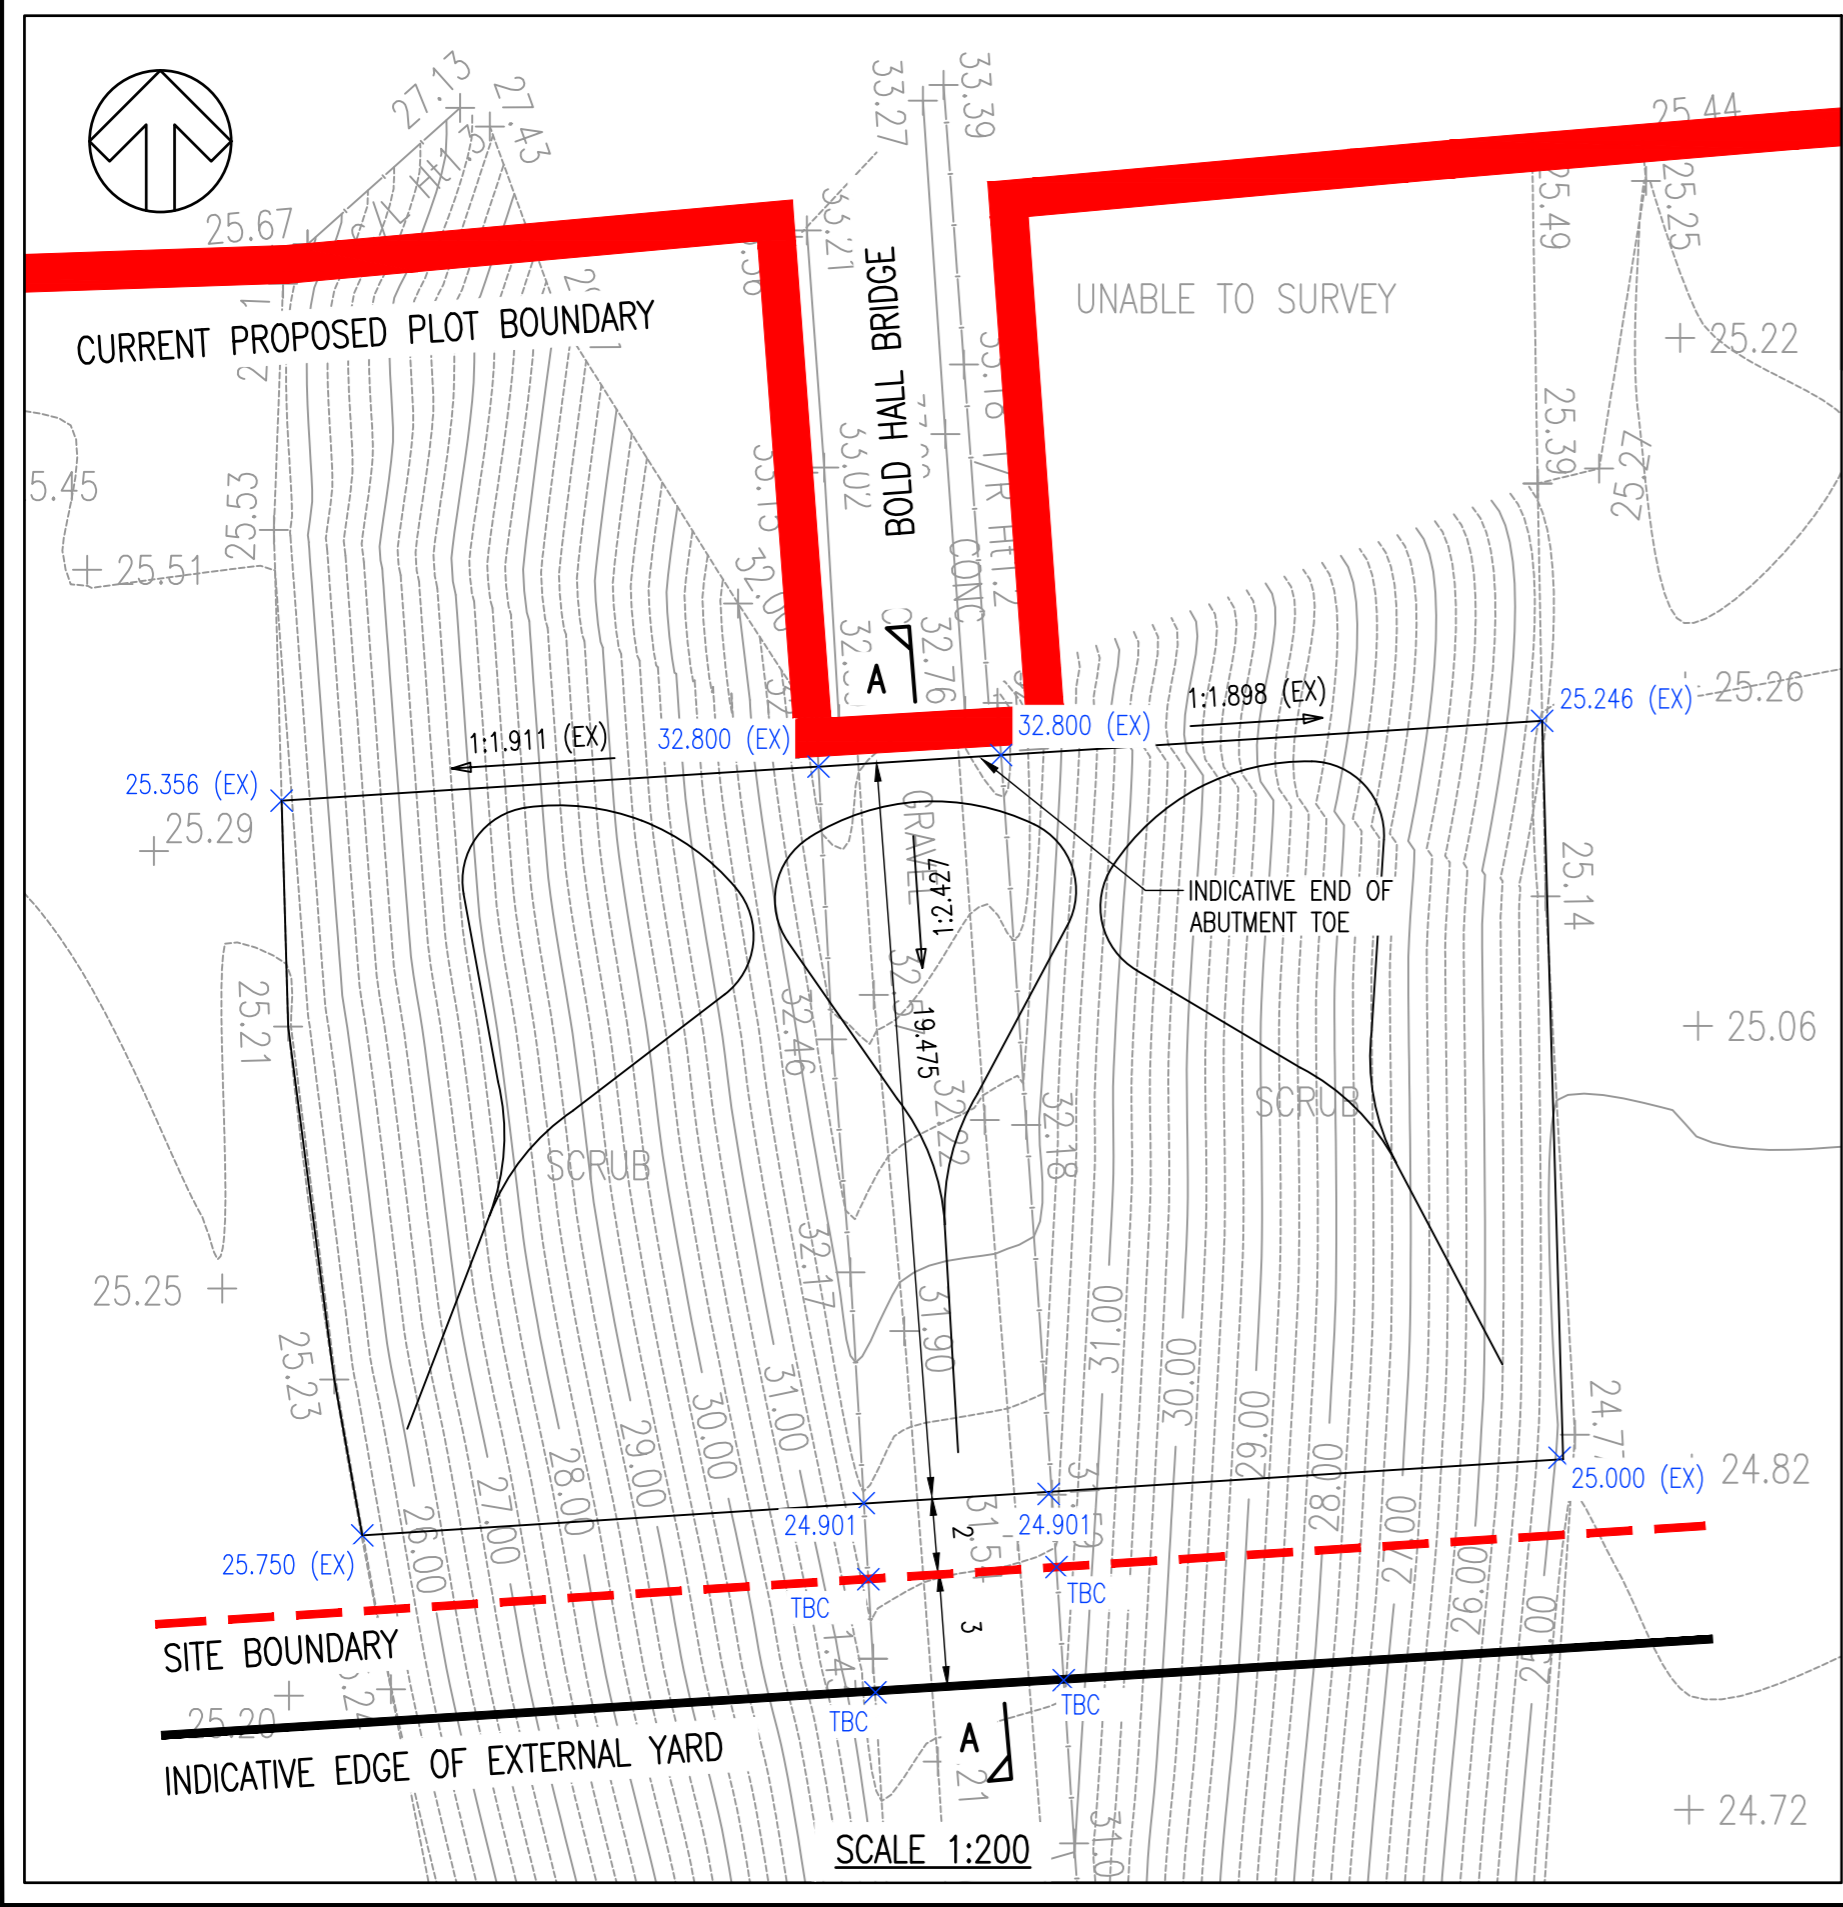 27.13
27.43
33.27
33.39
25.44
25.67
33.21
25.49
25.25
CURRENT PROPOSED PLOT BOUNDARY
BOLD HALL BRIDGE
UNABLE TO SURVEY
25.22
5.45
25.53
25.39
25.27
25.51
CONC
A
32.76
25.26
1:1.911 (EX)
32.800 (EX)
32.800 (EX)
1:1.898 (EX)
25.246 (EX)
25.356 (EX)
25.29
GRAVEL
1:2.427
INDICATIVE END OF
ABUTMENT TOE
25.14
25.21
32.46
32.57
19.475
25.06
SCRUB
SCRUB
32.22
32.18
25.25
32.17
31.90
31.00
30.00
25.23
31.00
30.00
29.00
28.00
27.00
26.00
29.00
28.00
27.00
26.00
25.00
24.82
25.000 (EX)
24.901
24.901
2
25.750 (EX)
TBC
TBC
3
SITE BOUNDARY
25.20
TBC
TBC
A
INDICATIVE EDGE OF EXTERNAL YARD
24.72
SCALE 1:200